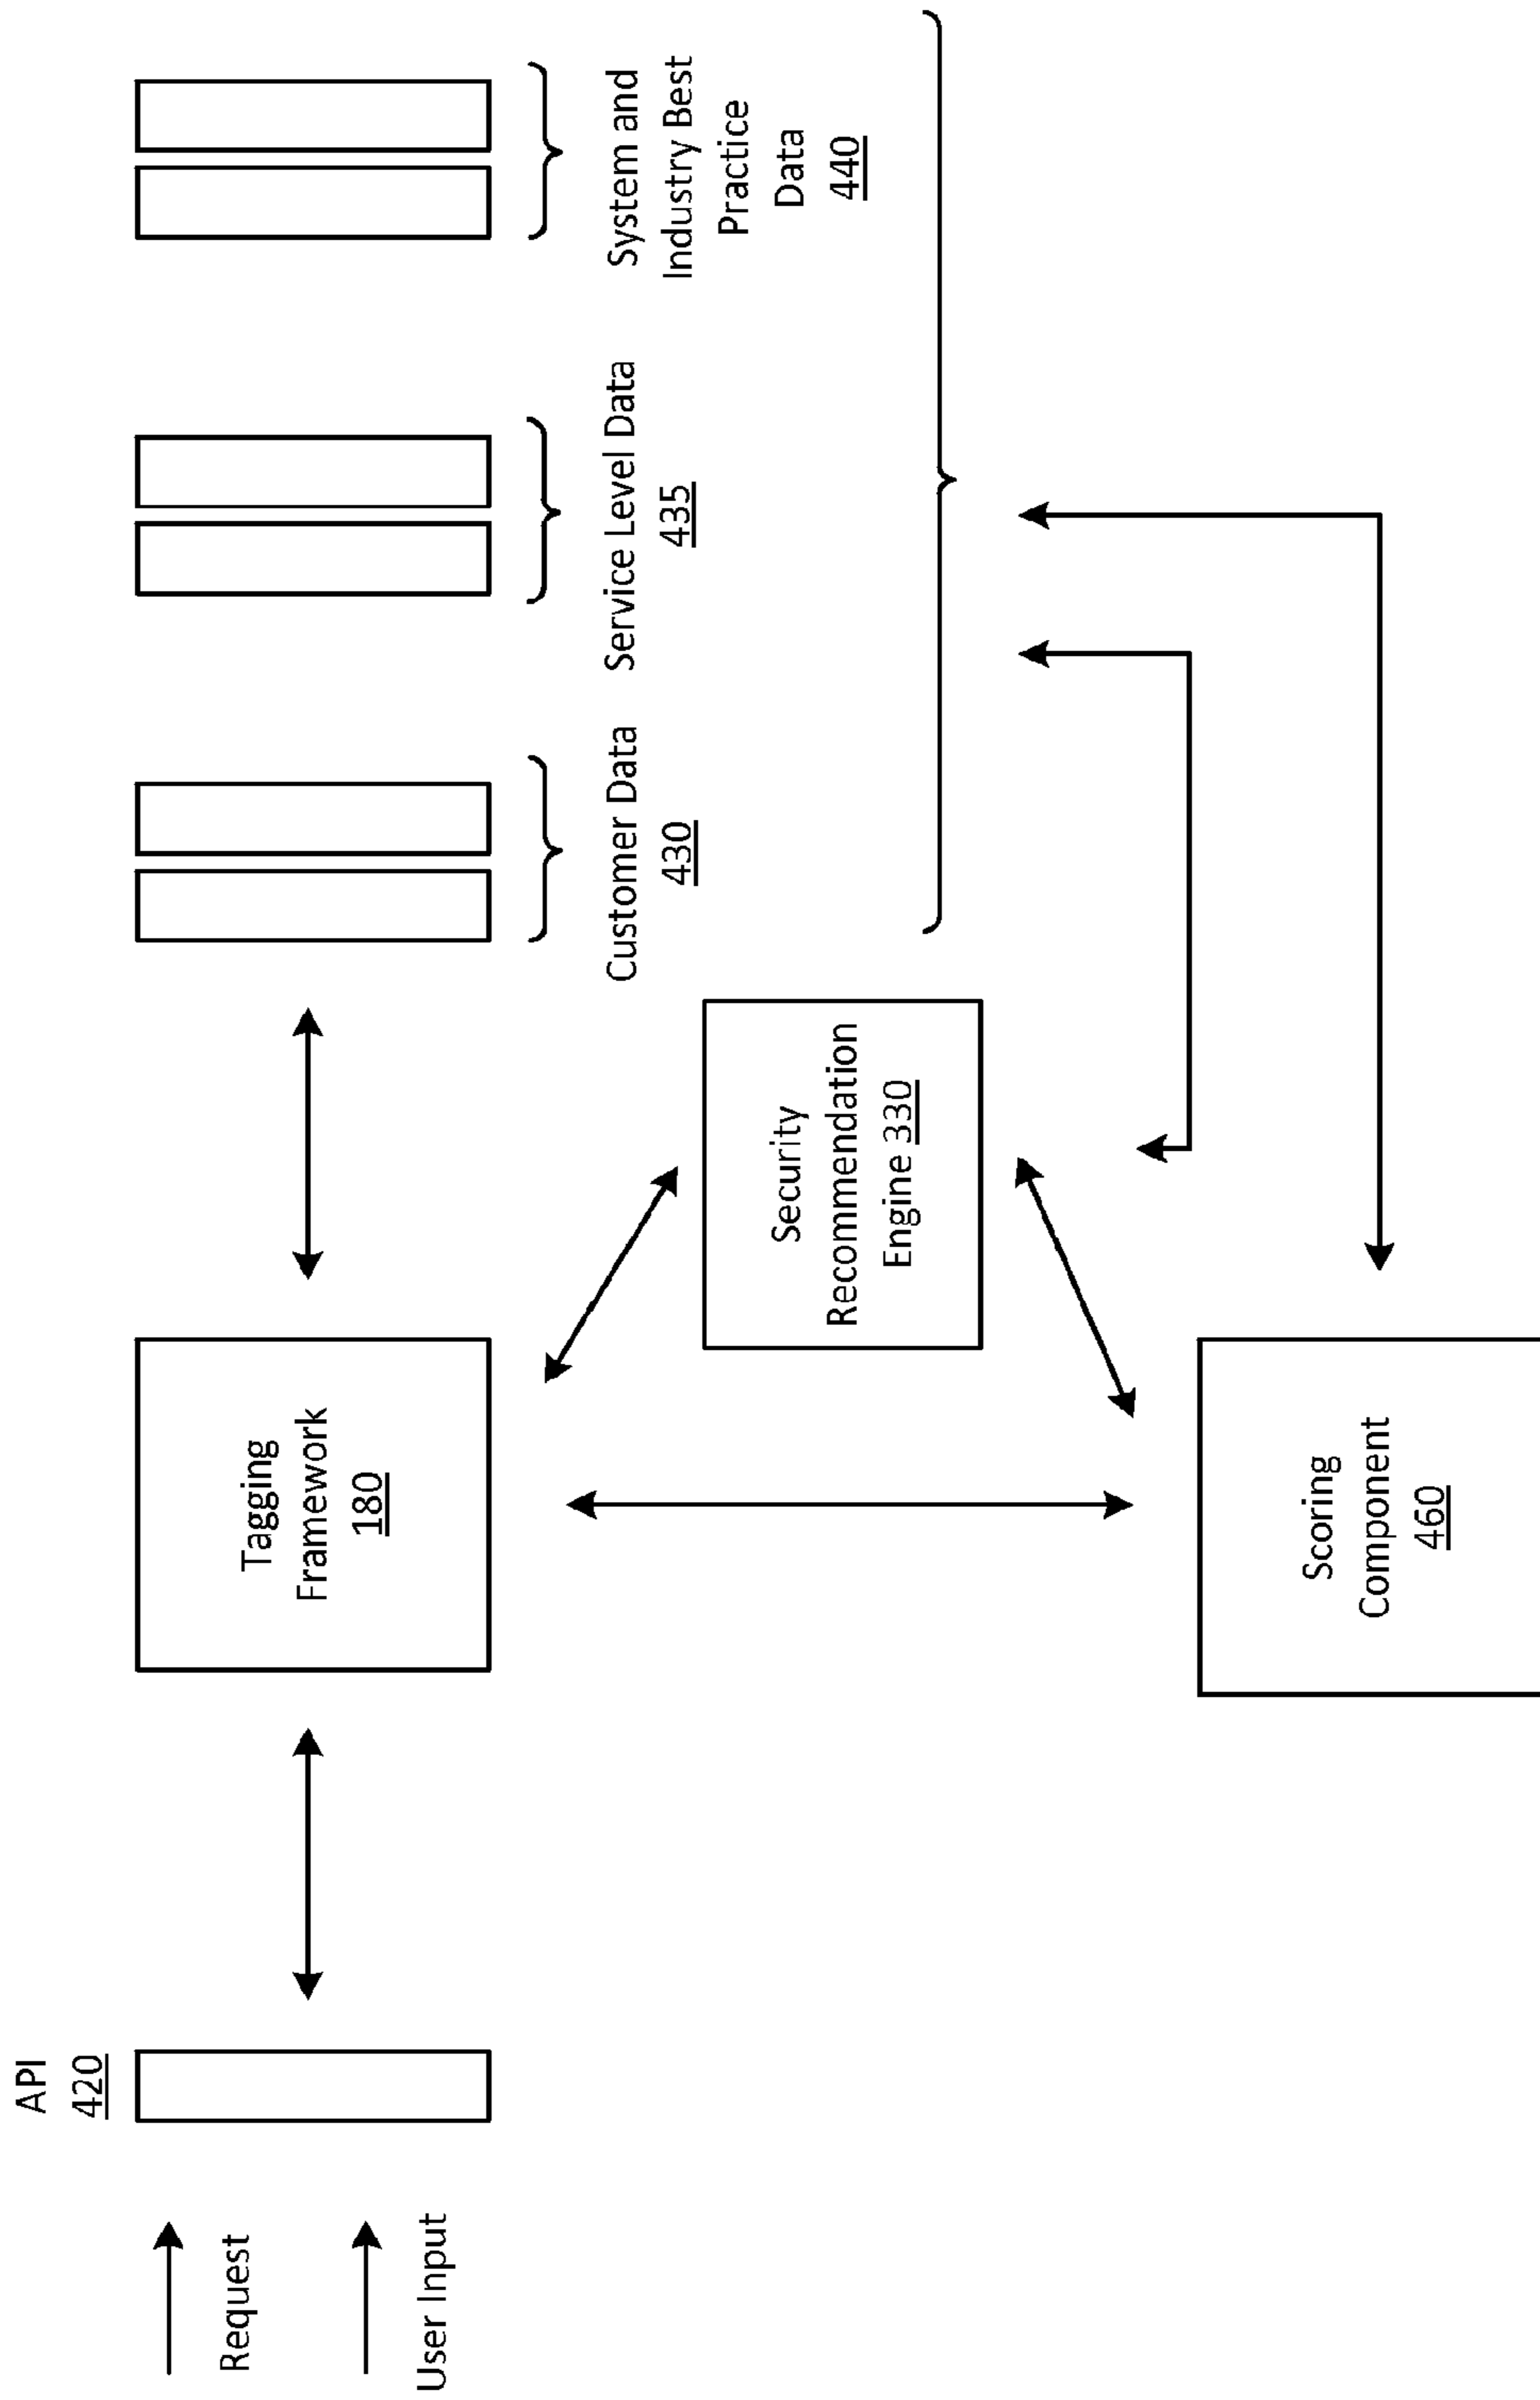 API
420
Request
User Input
Tagging
Framework
180
Customer Data
430
Service Level Data
435
System and
Industry Best
Practice
Data
440
Security
Recommendation
Engine 330
Scoring
Component
460